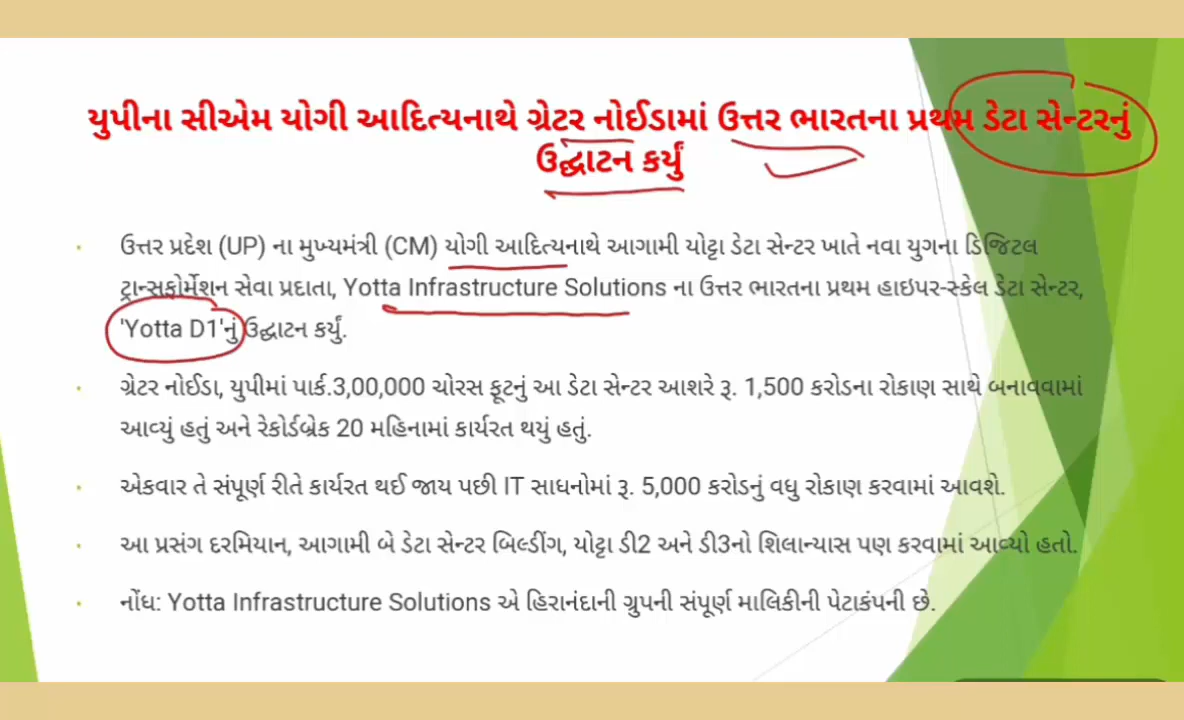 યુપીના સીએમ યોગી આદિત્યનાથે ગ્રેટર નોઈડામાં ઉત્તર ભારતના પ્રથમ ડેટા સેન્ટરનું
ઉદ્ઘાટન કર્યું
· ઉત્તર પ્રદેશ (UP) ના મુખ્યમંત્રી (CM) યોગી આદિત્યનાથે આગામી યોટ્ટા ડેટા સેન્ટર ખાતે નવા યુગના ડિજિટલ
ટ્રાન્સફોર્મેશન સેવા પ્રદાતા, Yotta Infrastructure Solutions ના ઉત્તર ભારતના પ્રથમ હાઇપર-સ્કેલ ડેટા સેન્ટર,
'Yotta D1'નું ઉદ્ઘાટન કર્યું.
· ગ્રેટર નોઈડા, યુપીમાં પાર્ક.3,00,000 ચોરસ ફૂટનું આ ડેટા સેન્ટર આશરે રૂ. 1,500 કરોડના રોકાણ સાથે બનાવવામાં
આવ્યું હતું અને રેકોર્ડબ્રેક 20 મહિનામાં કાર્યરત થયું હતું.
· એકવાર તે સંપૂર્ણ રીતે કાર્યરત થઈ જાય પછી IT સાધનોમાં રૂ. 5,000 કરોડનું વધુ રોકાણ કરવામાં આવશે.
· આ પ્રસંગ દરમિયાન, આગામી બે ડેટા સેન્ટર બિલ્ડીંગ, યોટ્ટા ડી2 અને ડી3નો શિલાન્યાસ પણ કરવામાં આવ્યો હતો.
· નોંધ: Yotta Infrastructure Solutions એ હિરાનંદાની ગ્રુપની સંપૂર્ણ માલિકીની પેટાકંપની છે.